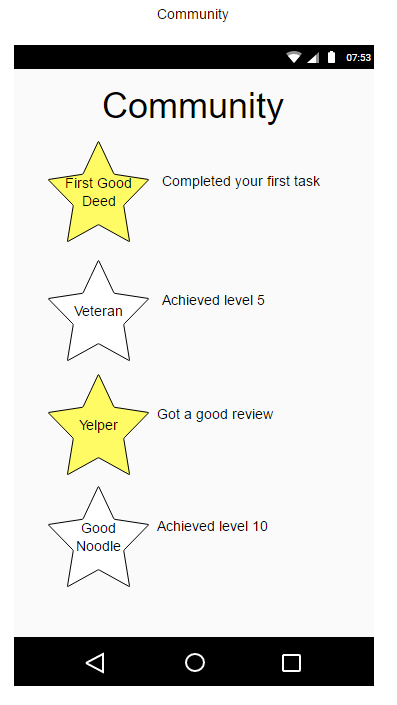 Community
07:53
Community
First Good
Deed
Completed your first task
Veteran
Achieved level 5
Yelper
Got a good review
Good
Noodle
Achieved level 10